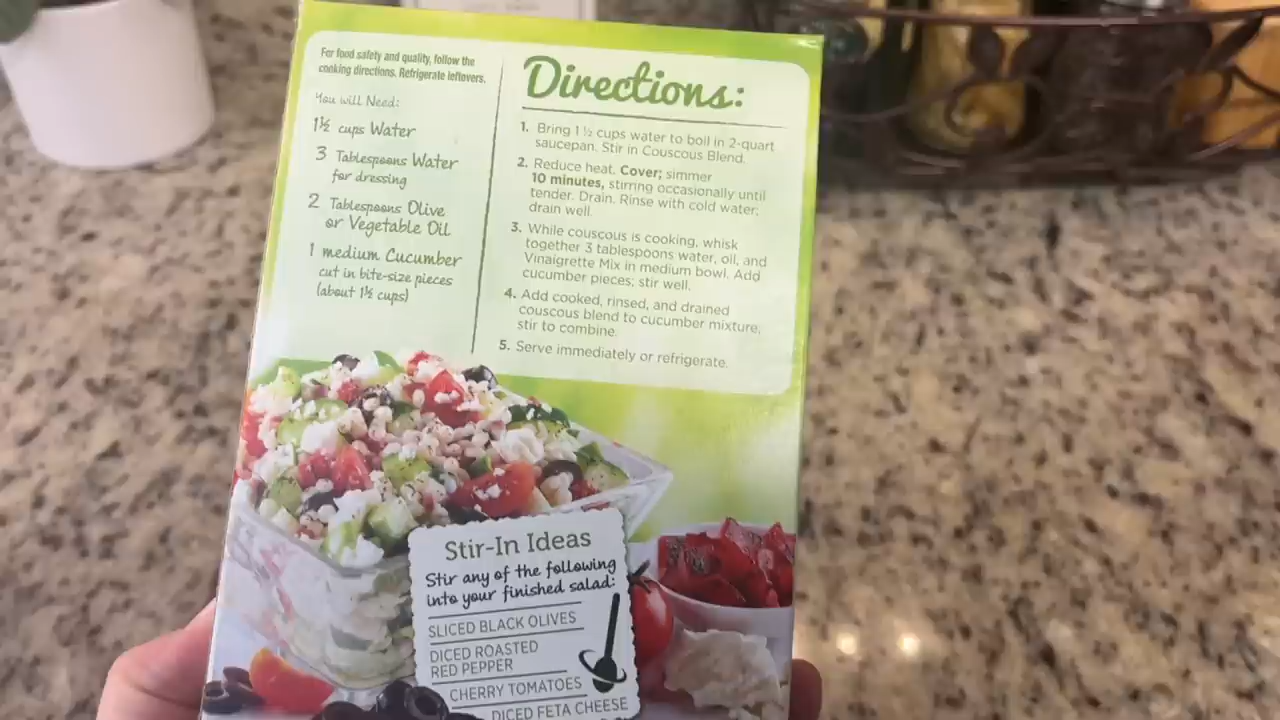 For food safety and quality, follow the
cooking directions. Refrigerate leftovers.
You will Need:
1½ cups Water
3 Tablespoons Water
for dressing
2 Tablespoons Olive
or Vegetable Oil
1 medium Cucumber
cut in bite-size pieces
(about 1½ cups)
Directions:
1. Bring 1 ½ cups water to boil in 2-quart
saucepan. Stir in Couscous Blend.
2. Reduce heat. Cover; simmer
10 minutes, stirring occasionally until
tender. Drain. Rinse with cold water;
drain well.
3. While couscous is cooking, whisk
together 3 tablespoons water, oil, and
Vinaigrette Mix in medium bowl. Add
cucumber pieces; stir well.
4. Add cooked, rinsed, and drained
couscous blend to cucumber mixture,
stir to combine.
5. Serve immediately or refrigerate.
Stir-In Ideas
Stir any of the following
into your finished salad:
SLICED BLACK OLIVES
DICED ROASTED
RED PEPPER
CHERRY TOMATOES
DICED FETA CHEESE